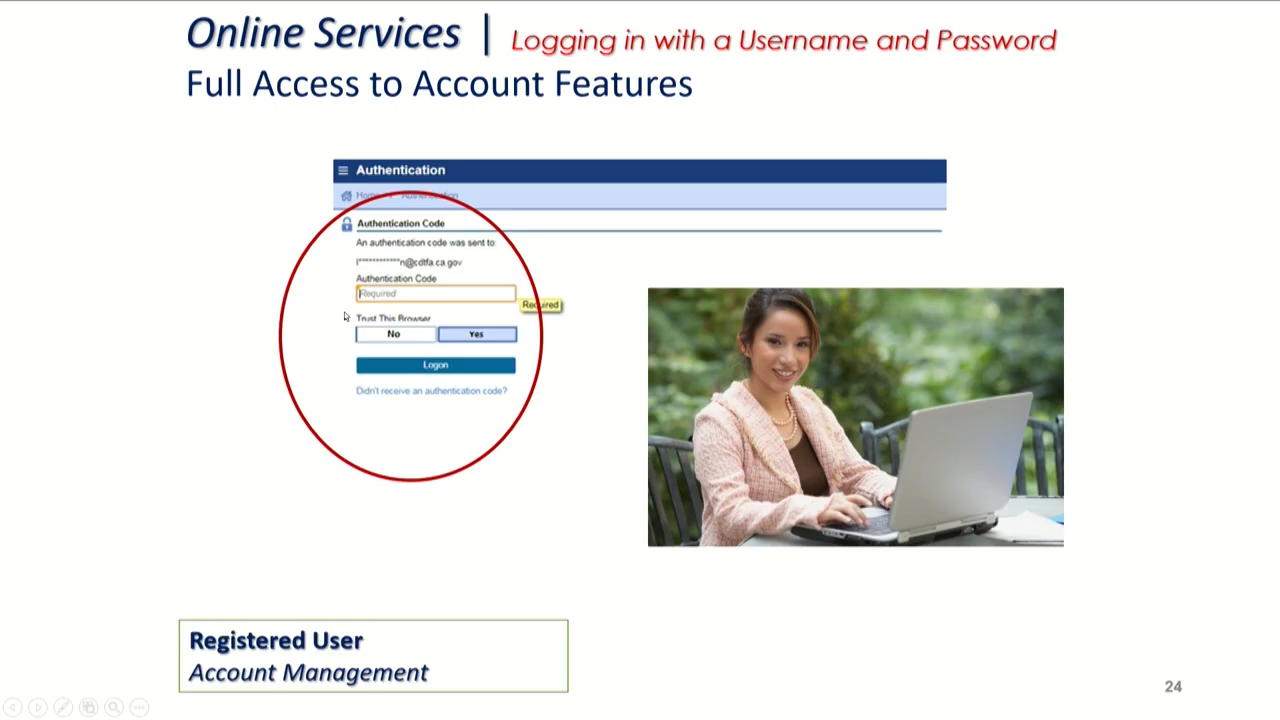 Online Services | Logging in with a Username and Password
Full Access to Account Features
Authentication
Home Authentication
Authentication Code
An authentication code was sent to:
l************n@cdtfa.ca.gov
Authentication Code
Required
Required
Trust This Browser
No Yes
Logon
Didn't receive an authentication code?
Registered User
Account Management
24